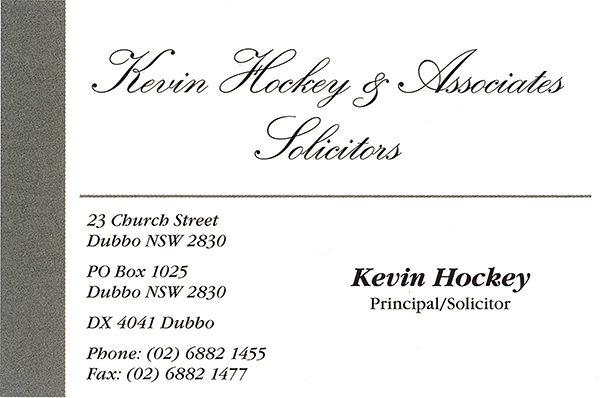 Kevin Hockey & Associates
Solicitors
23 Church Street
Dubbo NSW 2830
PO Box 1025
Dubbo NSW 2830
DX 4041 Dubbo
Phone: (02) 6882 1455
Fax: (02) 6882 1477
Kevin Hockey
Principal/Solicitor